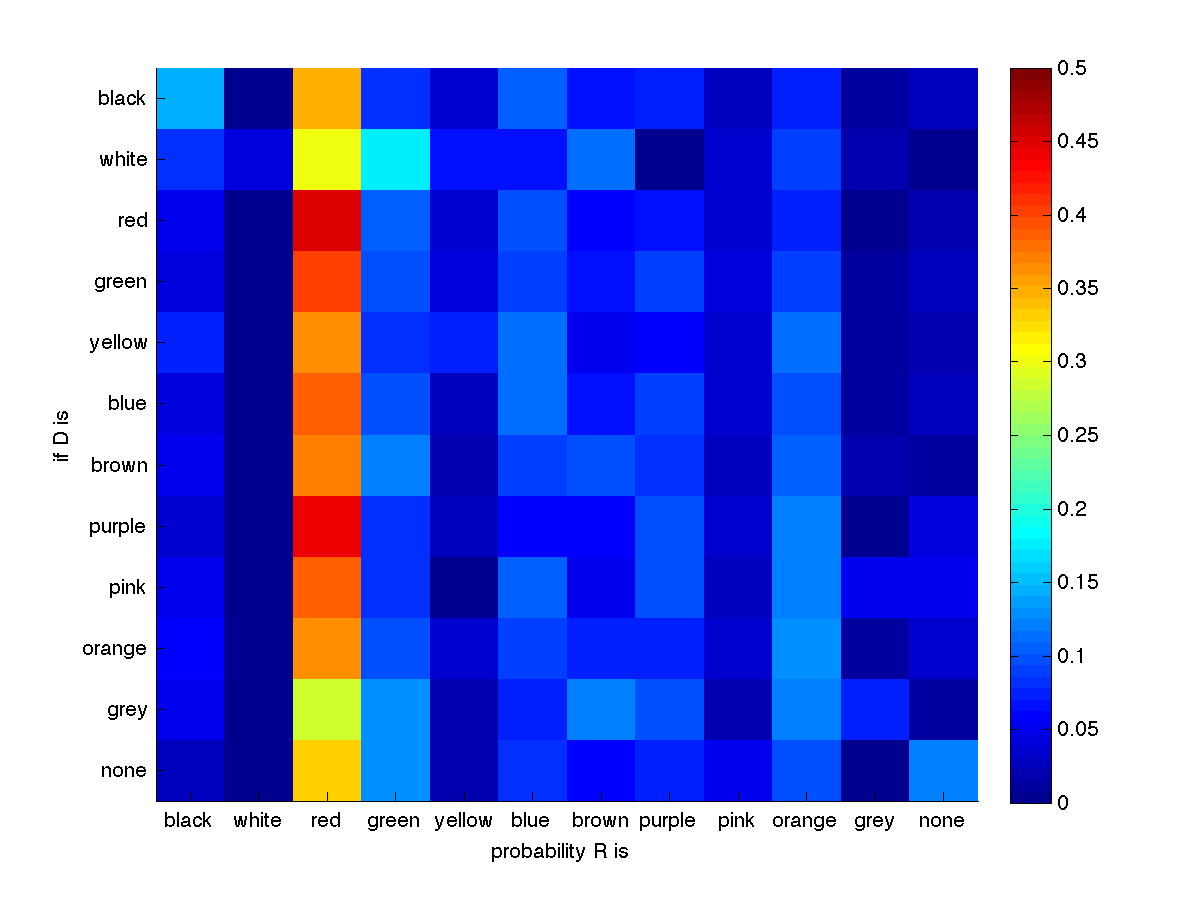 black
white
red
green
yellow
blue
brown
purple
pink
orange
grey
none
if D is
black white red green yellow blue brown purple pink orange grey none
probability R is
0.5
0.45
0.4
0.35
0.3
0.25
0.2
0.15
0.1
0.05
0